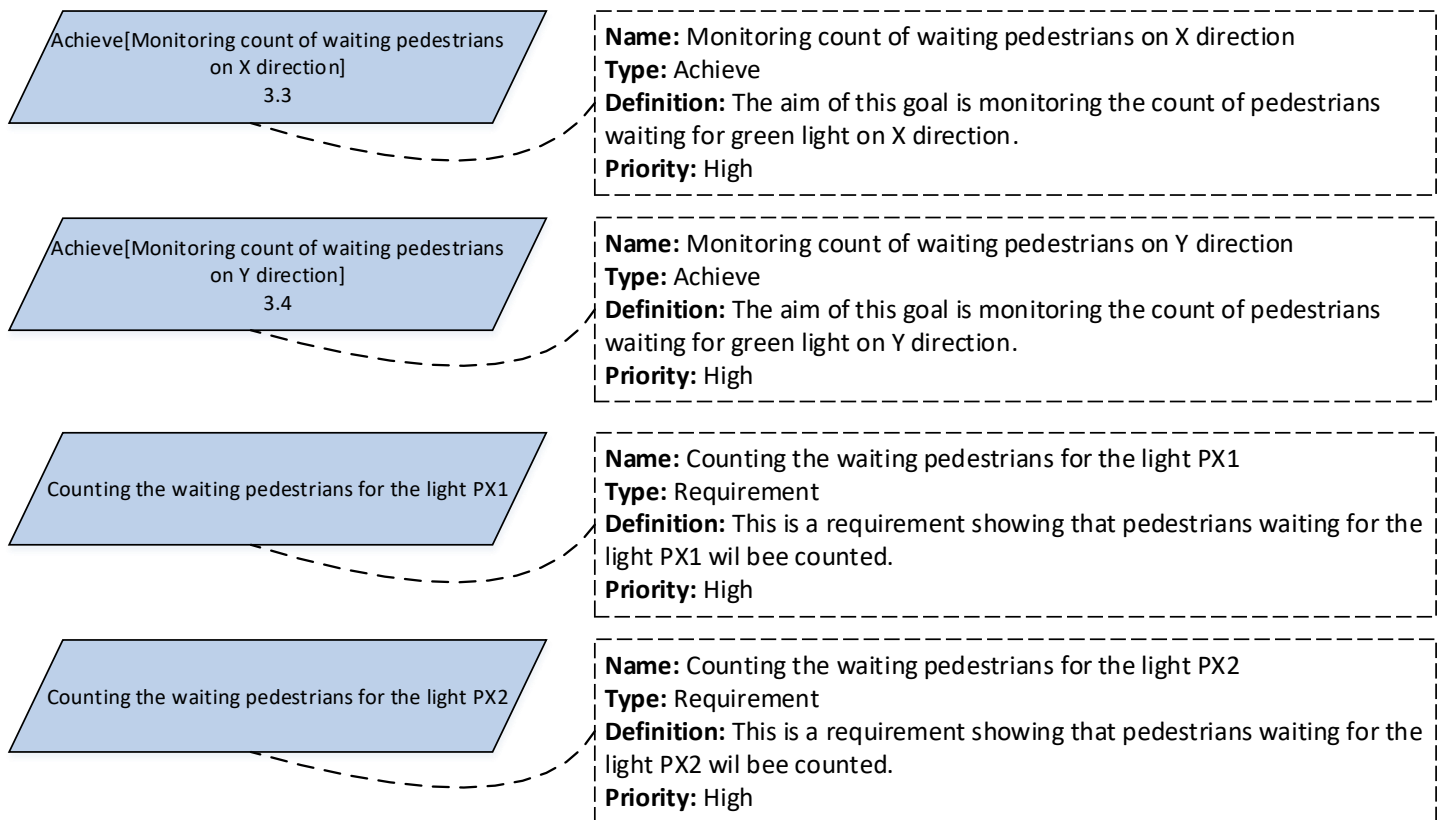 Achieve[Monitoring count of waiting pedestrians
on X direction]
3.3
Name: Monitoring count of waiting pedestrians on X direction
Type: Achieve
Definition: The aim of this goal is monitoring the count of pedestrians
waiting for green light on X direction.
Priority: High
Achieve[Monitoring count of waiting pedestrians
on Y direction]
3.4
Name: Monitoring count of waiting pedestrians on Y direction
Type: Achieve
Definition: The aim of this goal is monitoring the count of pedestrians
waiting for green light on Y direction.
Priority: High
Counting the waiting pedestrians for the light PX1
Name: Counting the waiting pedestrians for the light PX1
Type: Requirement
Definition: This is a requirement showing that pedestrians waiting for the
light PX1 wil bee counted.
Priority: High
Counting the waiting pedestrians for the light PX2
Name: Counting the waiting pedestrians for the light PX2
Type: Requirement
Definition: This is a requirement showing that pedestrians waiting for the
light PX2 wil bee counted.
Priority: High